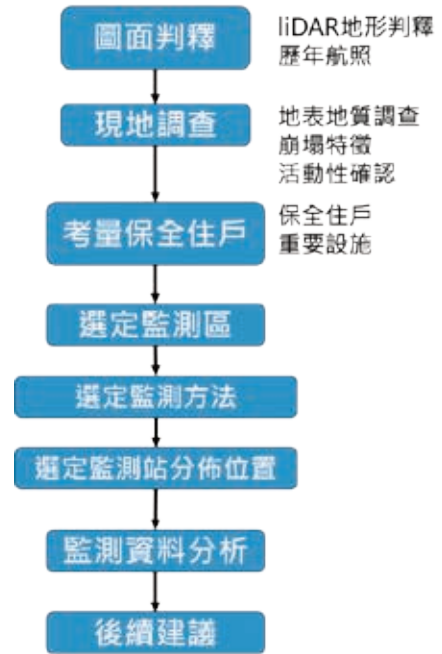 圖面判釋
liDAR地形判釋
歷年航照
現地調查
地表地質調查
崩塌特徵
活動性確認
考量保全住戶
保全住戶
重要設施
選定監測區
選定監測方法
選定監測站分佈位置
監測資料分析
後續建議